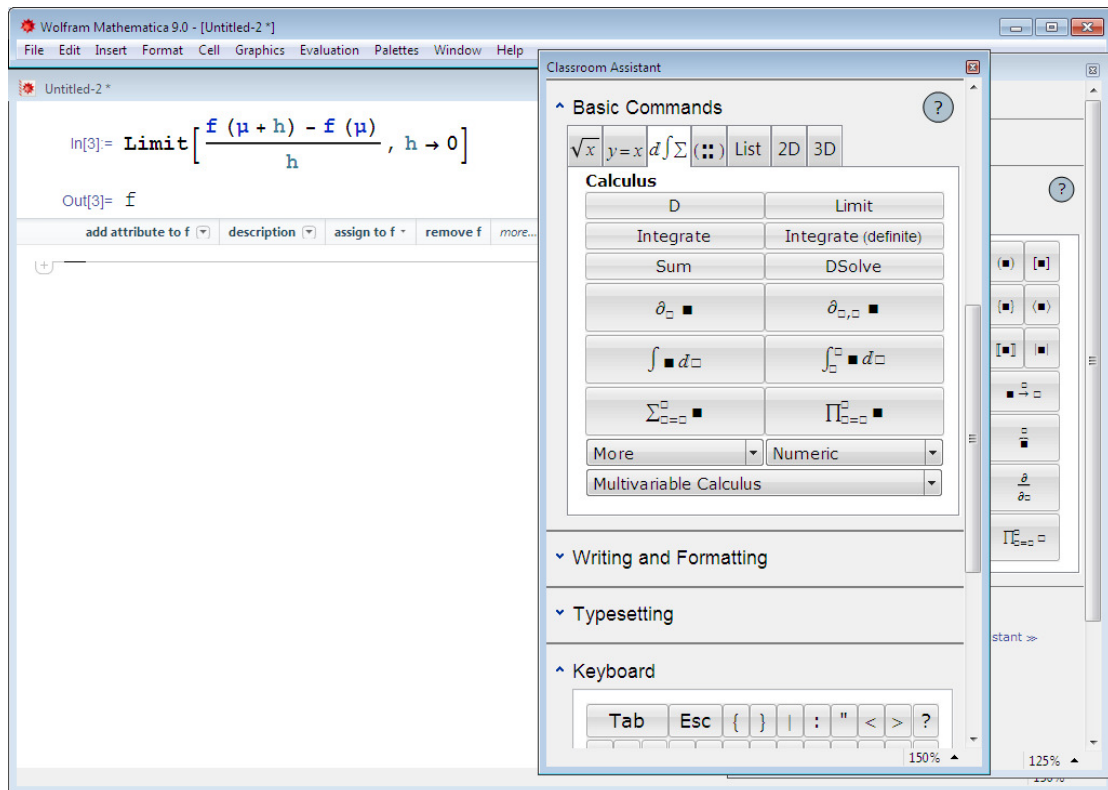 Wolfram Mathematica 9.0 - [Untitled-2 *]
File Edit Insert Format Cell Graphics Evaluation Palettes Window Help
Untitled-2 *
In[3]:= Limit[(f (μ + h) - f (μ))/h, h → 0]
Out[3]= f
add attribute to f description assign to f remove f more...
Classroom Assistant
Basic Commands
?
√x y=x d∫Σ (::) List 2D 3D
Calculus
D Limit
Integrate Integrate (definite)
Sum DSolve
∂□ ■ ∂□,□ ■
∫ ■ d□ ∫□□ ■ d□
Σ□=□□ ■ Π□=□□ ■
More Numeric
Multivariable Calculus
Writing and Formatting
Typesetting
Keyboard
Tab Esc { } | : " < > ?
150%
?
(■) [■]
{■} ⟨■⟩
⟦■⟧ |■|
■ → □
□/■
∂/∂□
Π□=□□ □
stant ≫
125%